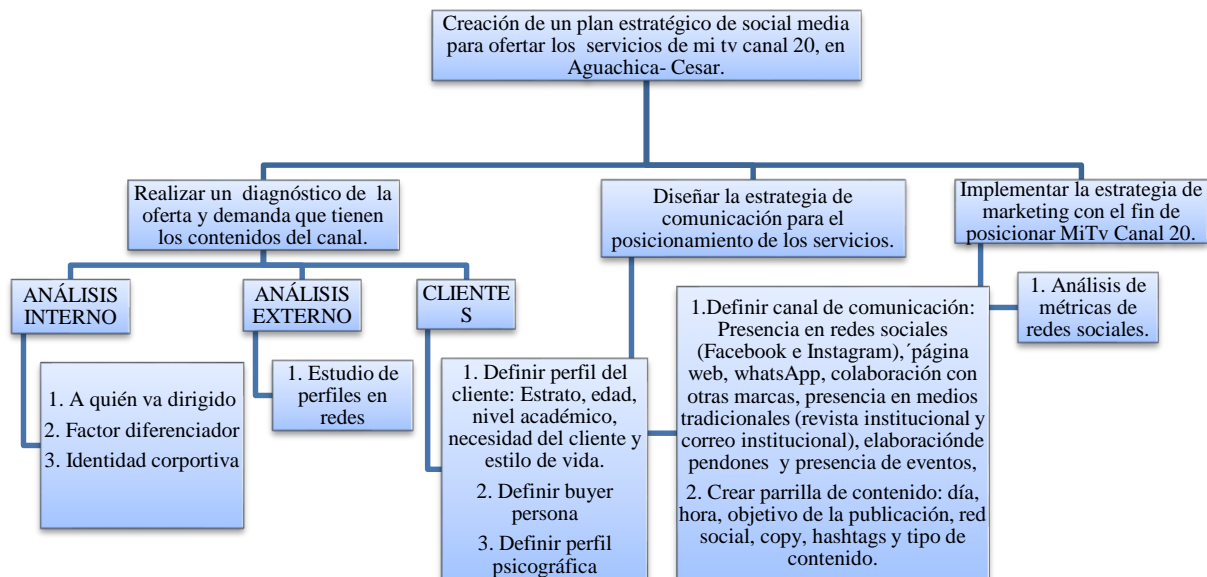 Creación de un plan estratégico de social media
para ofertar los servicios de mi tv canal 20, en
Aguachica- Cesar.
Realizar un diagnóstico de la
oferta y demanda que tienen
los contenidos del canal.
Diseñar la estrategia de
comunicación para el
posicionamiento de los servicios.
Implementar la estrategia de
marketing con el fin de
posicionar MiTv Canal 20.
ANÁLISIS
INTERNO
ANÁLISIS
EXTERNO
CLIENTE
S
1. A quién va dirigido
2. Factor diferenciador
3. Identidad corportiva
1. Estudio de
perfiles en
redes
1. Definir perfil del
cliente: Estrato, edad,
nivel académico,
necesidad del cliente y
estilo de vida.
2. Definir buyer
persona
3. Definir perfil
psicográfica
1.Definir canal de comunicación:
Presencia en redes sociales
(Facebook e Instagram),´página
web, whatsApp, colaboración con
otras marcas, presencia en medios
tradicionales (revista institucional y
correo institucional), elaboraciónde
pendones y presencia de eventos,
2. Crear parrilla de contenido: día,
hora, objetivo de la publicación, red
social, copy, hashtags y tipo de
contenido.
1. Análisis de
métricas de
redes sociales.